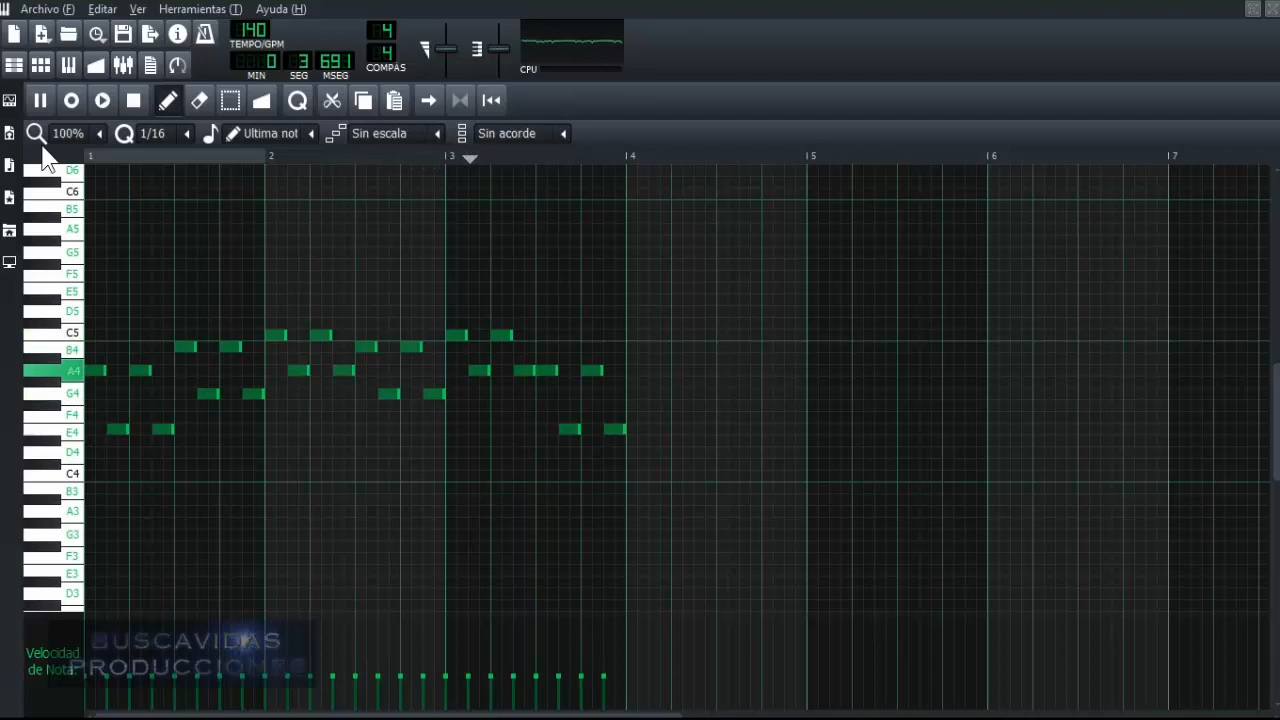 Archivo (F) Editar Ver Herramientas (T) Ayuda (H)
140
TEMPO/GPM
0 3 691
MIN SEG MSEG
4
4
COMPÁS
CPU
100% 1/16 Ultima not Sin escala Sin acorde
1 2 3 4 5 6 7
D6
C6
B5
A5
G5
F5
E5
D5
C5
B4
A4
G4
F4
E4
D4
C4
B3
A3
G3
F3
E3
D3
Velocidad
de Nota:
BUSCAVIDAS
PRODUCCIONES